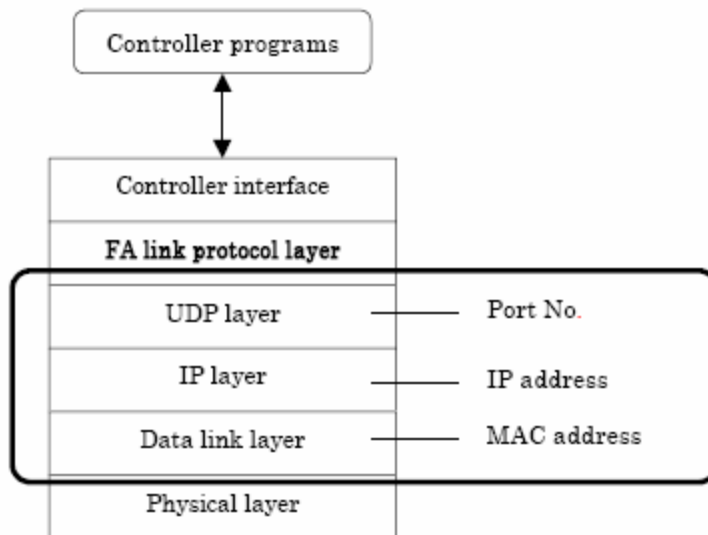 Controller programs
Controller interface
FA link protocol layer
UDP layer
Port No.
IP layer
IP address
Data link layer
MAC address
Physical layer